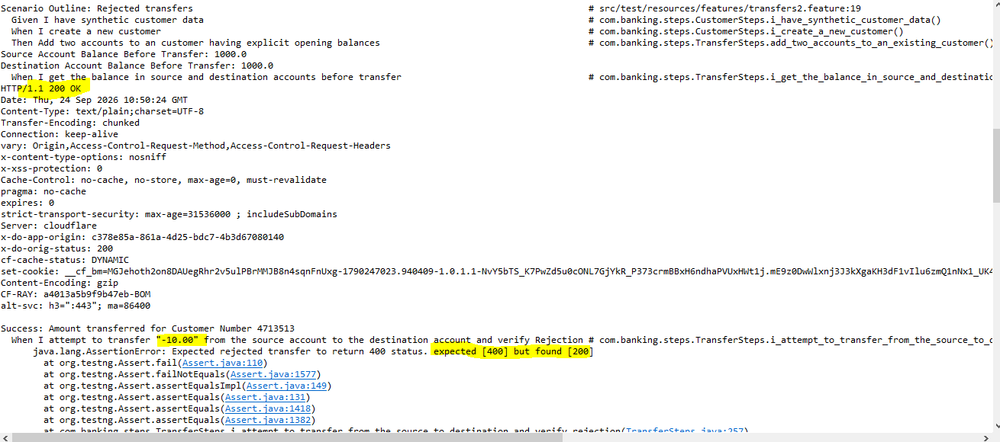 Scenario Outline: Rejected transfers # src/test/resources/features/transfers2.feature:19
Given I have synthetic customer data # com.banking.steps.CustomerSteps.i_have_synthetic_customer_data()
When I create a new customer # com.banking.steps.CustomerSteps.i_create_a_new_customer()
Then Add two accounts to an customer having explicit opening balances # com.banking.steps.TransferSteps.add_two_accounts_to_an_existing_customer()
Source Account Balance Before Transfer: 1000.0
Destination Account Balance Before Transfer: 1000.0
When I get the balance in source and destination accounts before transfer # com.banking.steps.TransferSteps.i_get_the_balance_in_source_and_destinatio
HTTP/1.1 200 OK
Date: Thu, 24 Sep 2026 10:50:24 GMT
Content-Type: text/plain;charset=UTF-8
Transfer-Encoding: chunked
Connection: keep-alive
vary: Origin,Access-Control-Request-Method,Access-Control-Request-Headers
x-content-type-options: nosniff
x-xss-protection: 0
Cache-Control: no-cache, no-store, max-age=0, must-revalidate
pragma: no-cache
expires: 0
strict-transport-security: max-age=31536000 ; includeSubDomains
Server: cloudflare
x-do-app-origin: c378e85a-861a-4d25-bdc7-4b3d67080140
x-do-orig-status: 200
cf-cache-status: DYNAMIC
set-cookie: __cf_bm=MGJehoth2on8DAUegRhr2v5ulPBrMMJB8n4sqnFnUxg-1790247023.940409-1.0.1.1-NvY5bTS_K7PwZd5u0cONL7GjYkR_P373crmBBxH6ndhaPVUxHWt1j.mE9z0DwWlxnj3J3kXgaKH3dF1vIlu6zmQ1nNx1_UK4
Content-Encoding: gzip
CF-RAY: a4013a5b9f9b47eb-BOM
alt-svc: h3=":443"; ma=86400
Success: Amount transferred for Customer Number 4713513
When I attempt to transfer "-10.00" from the source account to the destination account and verify Rejection # com.banking.steps.TransferSteps.i_attempt_to_transfer_from_the_source_to_d
java.lang.AssertionError: Expected rejected transfer to return 400 status. expected [400] but found [200]
at org.testng.Assert.fail(Assert.java:110)
at org.testng.Assert.failNotEquals(Assert.java:1577)
at org.testng.Assert.assertEqualsImpl(Assert.java:149)
at org.testng.Assert.assertEquals(Assert.java:131)
at org.testng.Assert.assertEquals(Assert.java:1418)
at org.testng.Assert.assertEquals(Assert.java:1382)
at com.banking.steps.TransferSteps.i_attempt_to_transfer_from_the_source_to_destination_and_verify_rejection(TransferSteps.java:257)